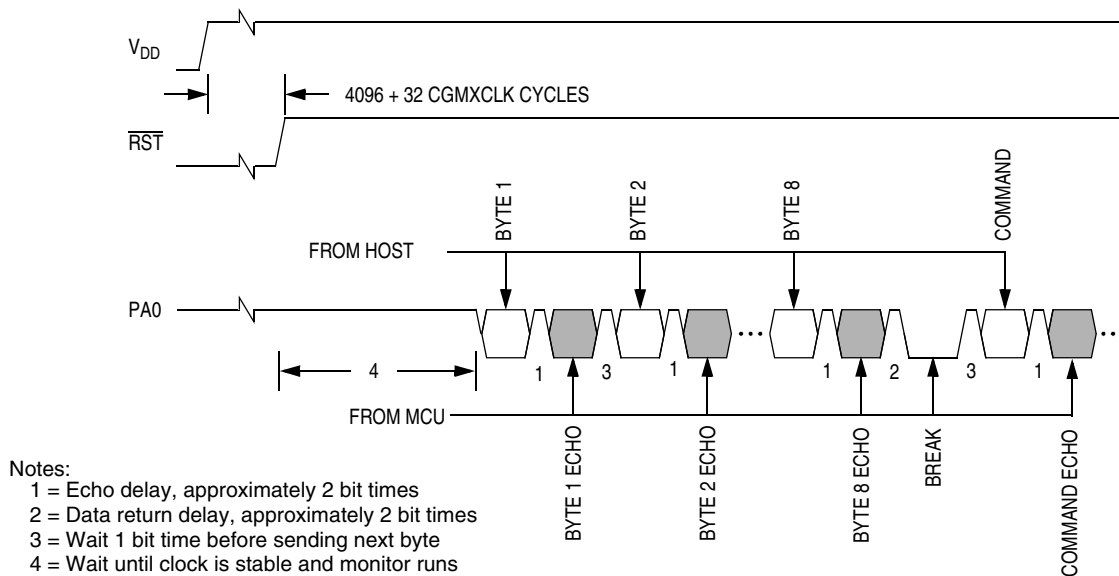 VDD
4096 + 32 CGMXCLK CYCLES
RST
BYTE 1
BYTE 2
BYTE 8
COMMAND
FROM HOST
PA0
4
1
3
1
1
2
3
1
FROM MCU
BYTE 1 ECHO
BYTE 2 ECHO
BYTE 8 ECHO
BREAK
COMMAND ECHO
Notes:
1 = Echo delay, approximately 2 bit times
2 = Data return delay, approximately 2 bit times
3 = Wait 1 bit time before sending next byte
4 = Wait until clock is stable and monitor runs